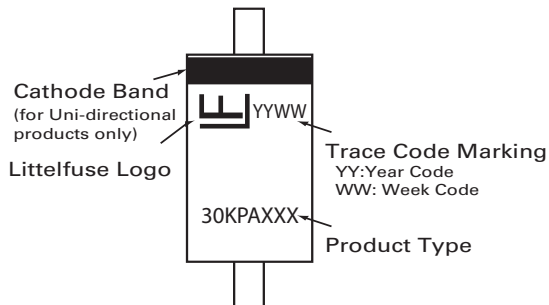 Cathode Band
(for Uni-directional
products only)
Littelfuse Logo
YYWW
Trace Code Marking
YY:Year Code
WW: Week Code
30KPAXXX
Product Type